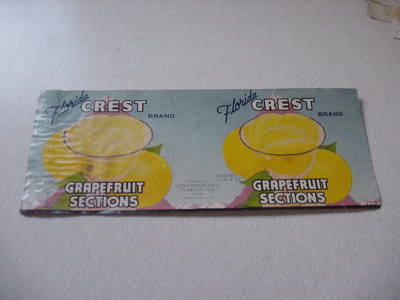 Florida
CREST
BRAND
GRAPEFRUIT
SECTIONS
Florida
CREST
BRAND
GRAPEFRUIT
SECTIONS